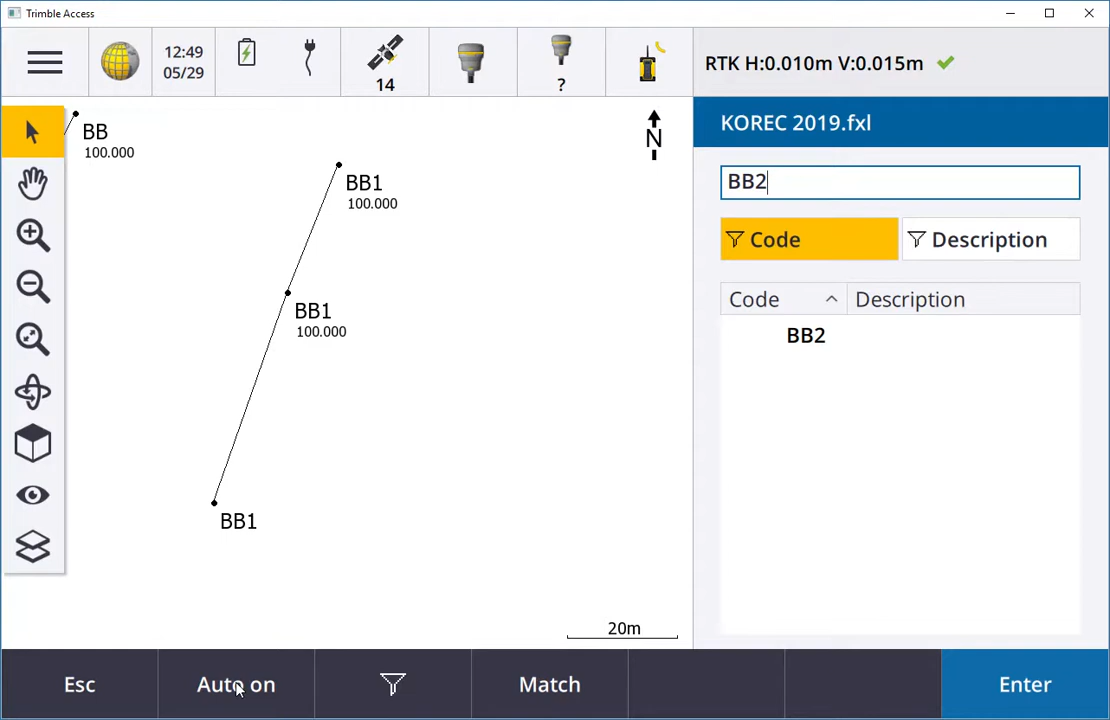 Trimble Access
12:49
05/29
14
?
RTK H:0.010m V:0.015m
KOREC 2019.fxl
BB2
Code
Description
Code
Description
BB2
BB
100.000
BB1
100.000
BB1
100.000
BB1
N
20m
Esc
Auto on
Match
Enter